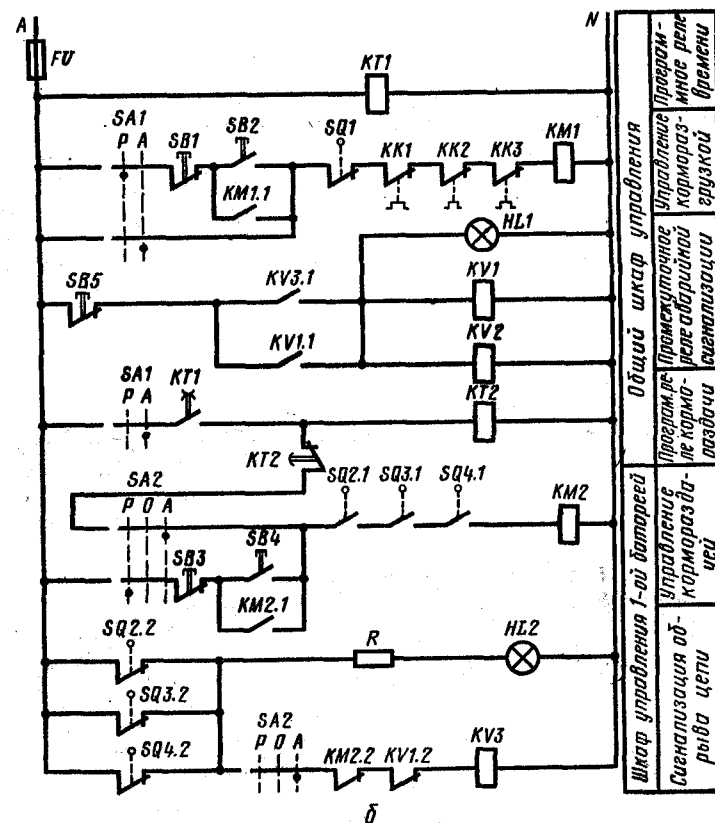 A
N
FU
KT1
SA1
P A
SB1
SB2
KM1.1
SQ1
KK1
KK2
KK3
KM1
HL1
SB5
KV3.1
KV1
KV1.1
KV2
SA1
P A
KT1
KT2
KT2
SA2
P O A
SQ2.1
SQ3.1
SQ4.1
KM2
SB3
SB4
KM2.1
SQ2.2
R
HL2
SQ3.2
SA2
P O A
SQ4.2
KM2.2
KV1.2
KV3
б
Общий шкаф управления
Програм-
мное реле
времени
Управление
кормораз-
грузкой
Промежуточное
реле аварийной
сигнализации
Програм.ре-
ле кормо-
раздачи
Шкаф управления 1-ой батареей
Управление
корморазда-
чей
Сигнализация об-
рыва цепи